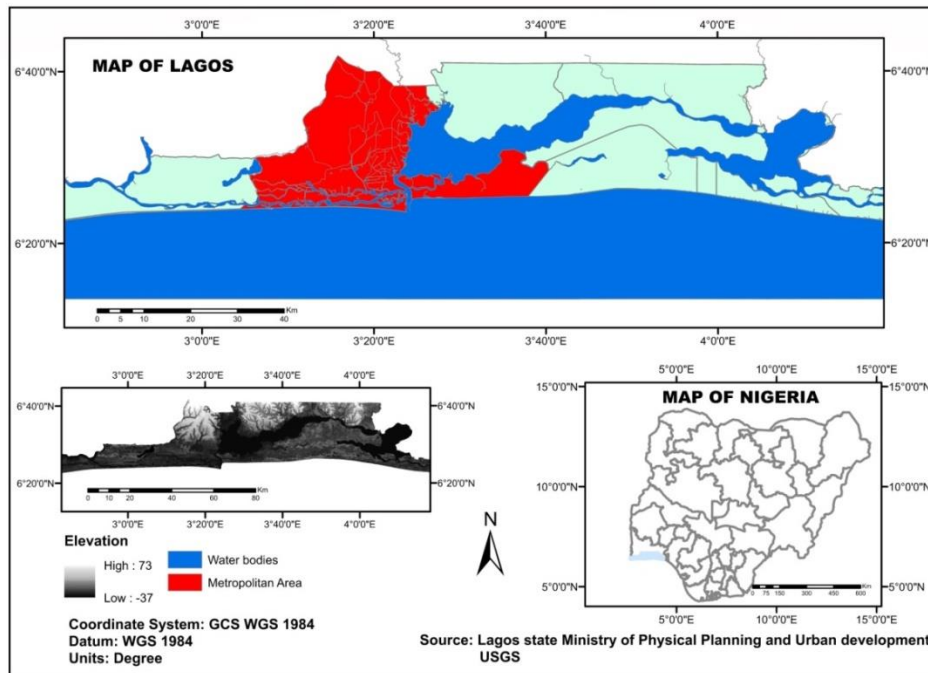 3°0'0"E 3°20'0"E 3°40'0"E 4°0'0"E
6°40'0"N 6°40'0"N
MAP OF LAGOS
6°20'0"N 6°20'0"N
Km
0 5 10 20 30 40
3°0'0"E 3°20'0"E 3°40'0"E 4°0'0"E
3°0'0"E 3°20'0"E 3°40'0"E 4°0'0"E
6°40'0"N 6°40'0"N
6°20'0"N 6°20'0"N
Km
0 10 20 40 60 80
3°0'0"E 3°20'0"E 3°40'0"E 4°0'0"E
Elevation
High : 73
Low : -37
Water bodies
Metropolitan Area
N
5°0'0"E 10°0'0"E 15°0'0"E
15°0'0"N 15°0'0"N
MAP OF NIGERIA
10°0'0"N 10°0'0"N
5°0'0"N 5°0'0"N
Km
0 75 150 300 450 600
5°0'0"E 10°0'0"E 15°0'0"E
Coordinate System: GCS WGS 1984
Datum: WGS 1984
Units: Degree
Source: Lagos state Ministry of Physical Planning and Urban development
USGS